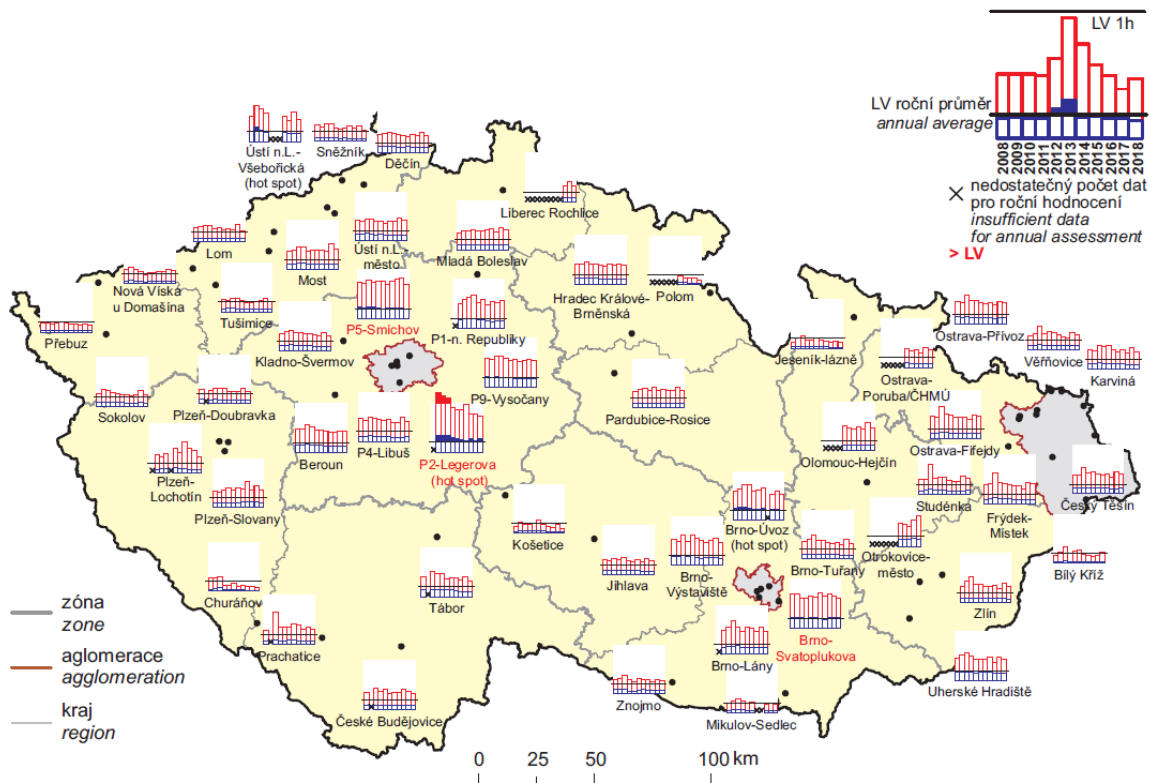 LV 1h
LV roční průměr
annual average
2008
2009
2010
2011
2012
2013
2014
2015
2016
2017
2018
× nedostatečný počet dat
pro roční hodnocení
insufficient data
for annual assessment
> LV
Ústí n.L.-
Všebořická
(hot spot)
Sněžník
Děčín
Liberec Rochlice
Lom
Most
Ústí n.L.-
město
Mladá Boleslav
Hradec Králové-
Brněnská
Polom
Nová Víska
u Domašína
Tušimice
P5-Smíchov
P1-n. Republiky
Přebuz
Kladno-Švermov
Jeseník-lázně
Ostrava-Přívoz
Věřňovice
Karviná
Ostrava-
Poruba/ČHMÚ
Sokolov
Plzeň-Doubravka
P9-Vysočany
Pardubice-Rosice
Beroun
P4-Libuš
P2-Legerova
(hot spot)
Olomouc-Hejčín
Ostrava-Fifejdy
Plzeň-
Lochotín
Plzeň-Slovany
Studénka
Frýdek-
Místek
Český Těšín
Košetice
Brno-Úvoz
(hot spot)
Jihlava
Brno-
Výstaviště
Brno-Tuřany
Otrokovice-
město
Bílý Kříž
Churáňov
Tábor
Zlín
Prachatice
Brno-
Svatoplukova
Brno-Lány
Uherské Hradiště
České Budějovice
Znojmo
Mikulov-Sedlec
zóna
zone
aglomerace
agglomeration
kraj
region
0 25 50 100 km